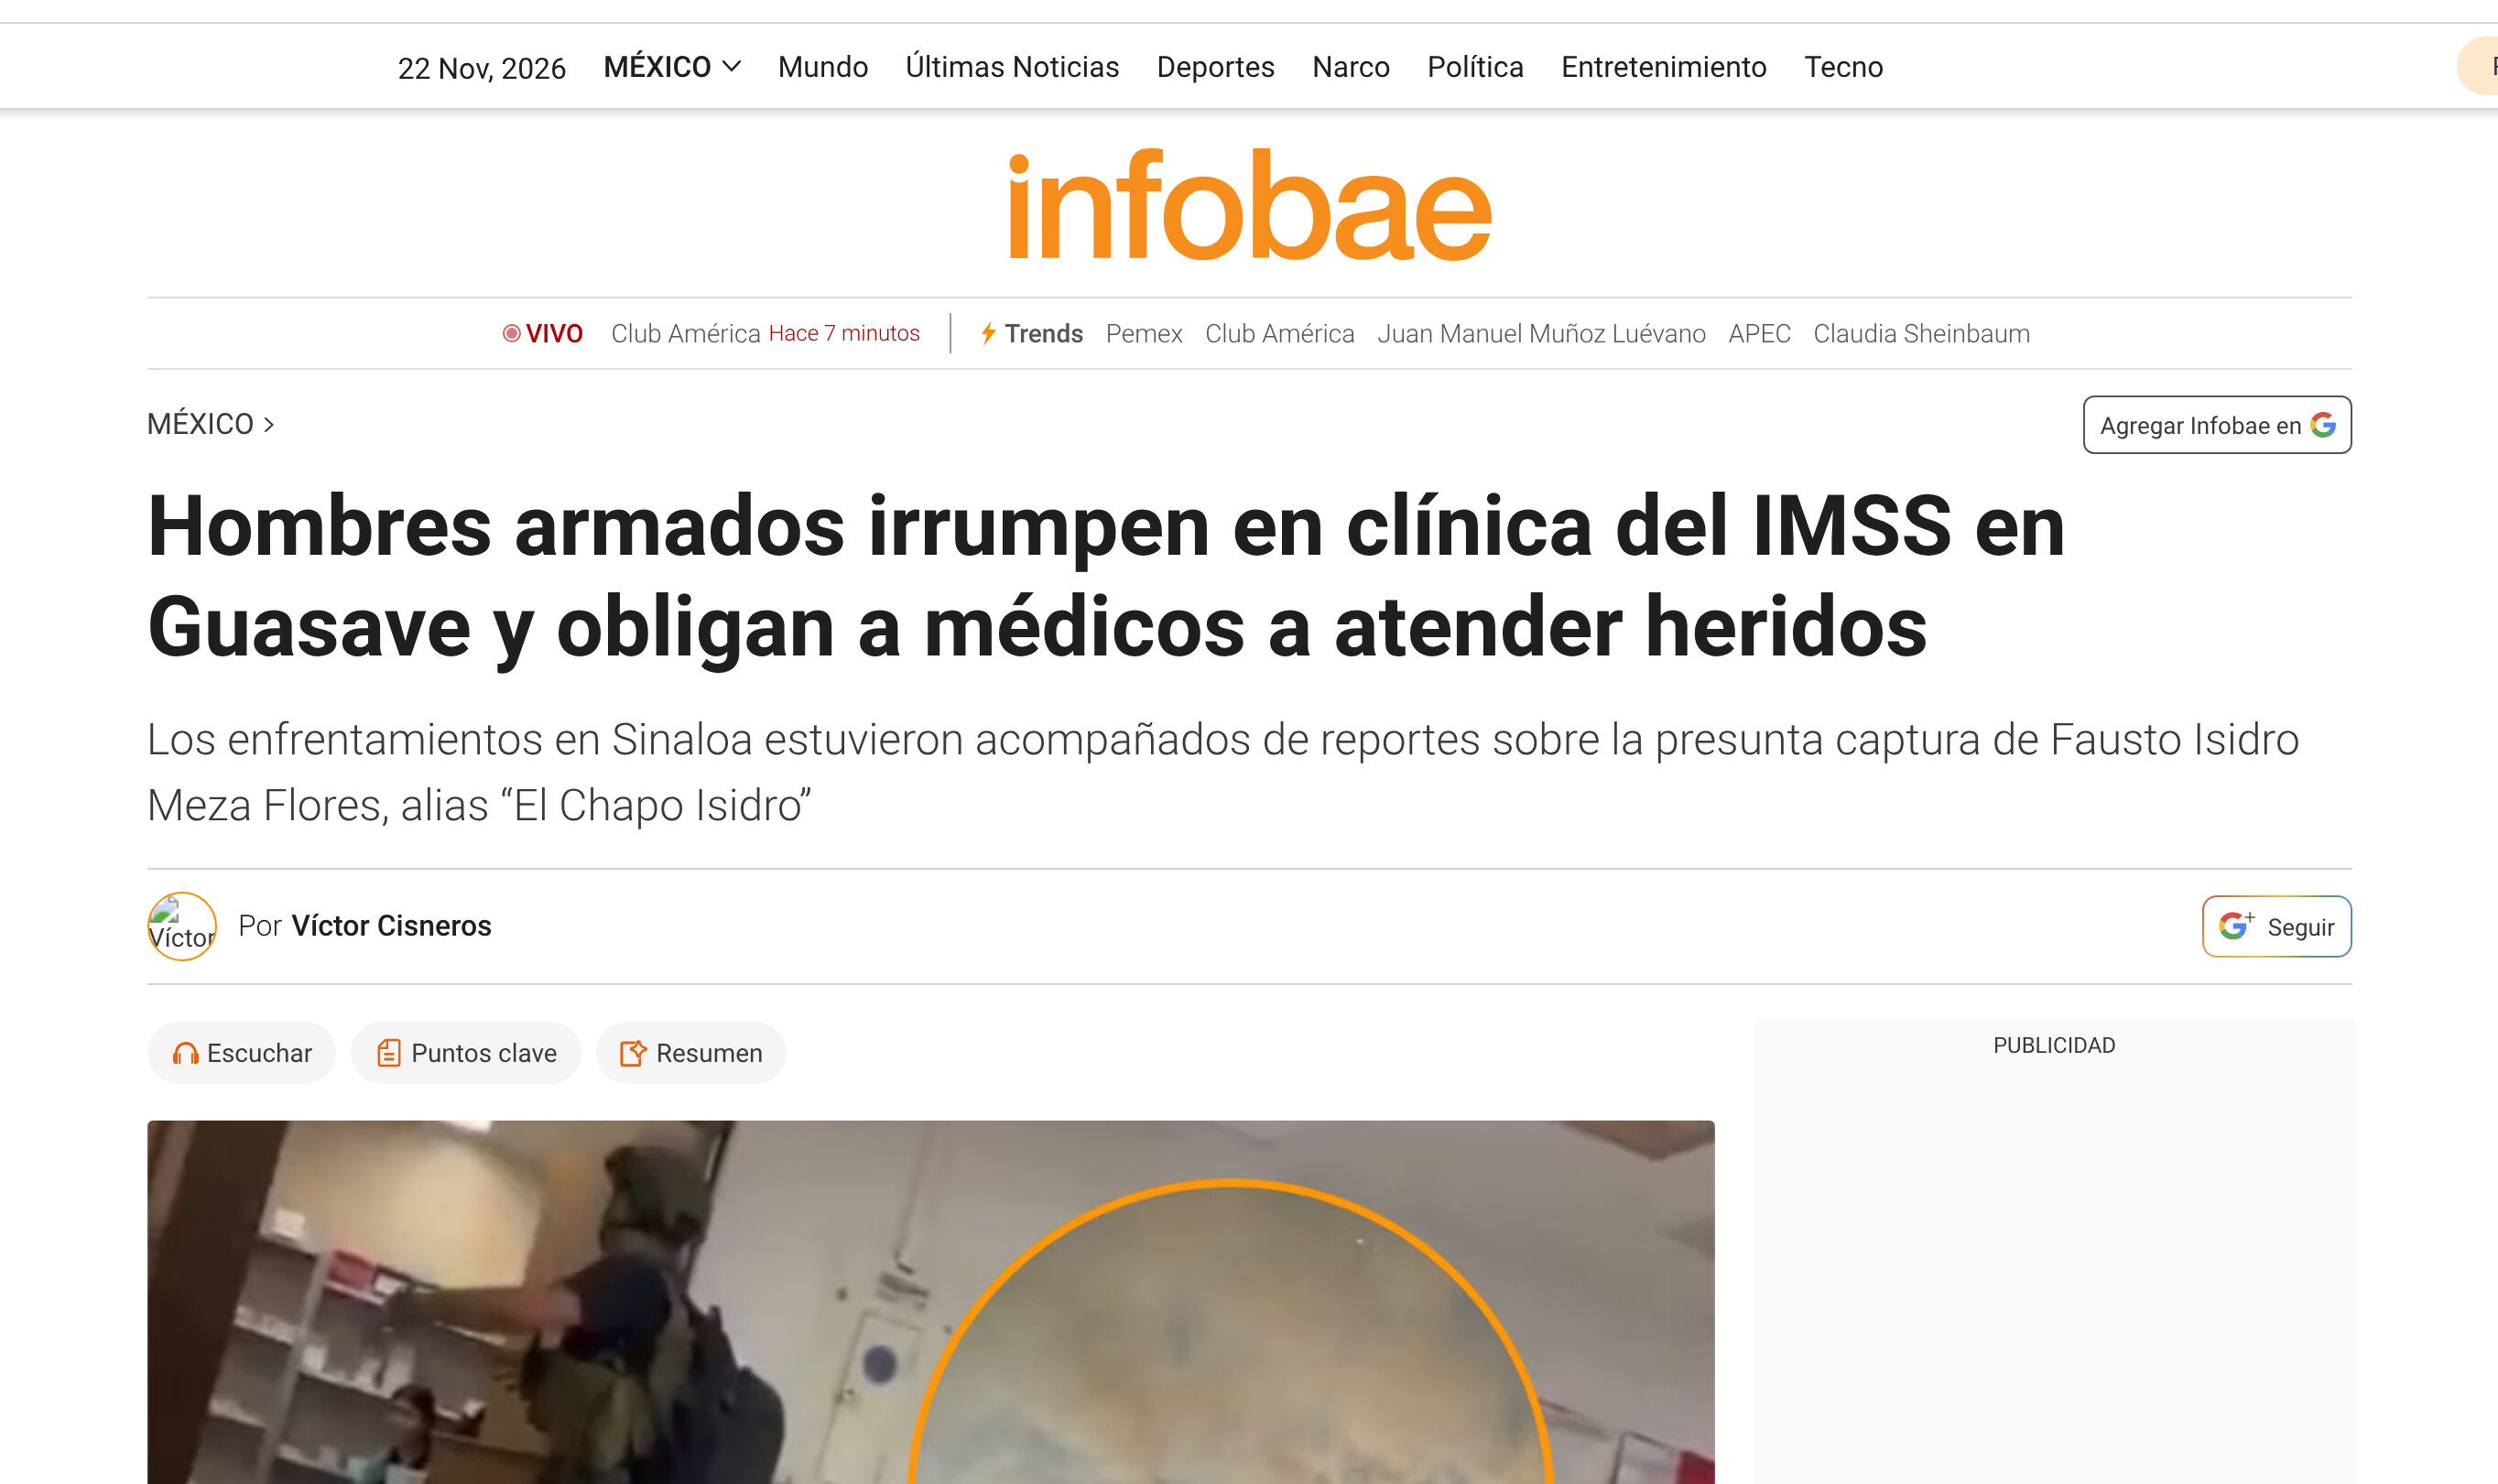 22 Nov, 2026 MÉXICO Mundo Últimas Noticias Deportes Narco Política Entretenimiento Tecno
infobae
VIVO Club América Hace 7 minutos Trends Pemex Club América Juan Manuel Muñoz Luévano APEC Claudia Sheinbaum
MÉXICO >
Agregar Infobae en G
Hombres armados irrumpen en clínica del IMSS en
Guasave y obligan a médicos a atender heridos
Los enfrentamientos en Sinaloa estuvieron acompañados de reportes sobre la presunta captura de Fausto Isidro
Meza Flores, alias “El Chapo Isidro”
Víctor
Por Víctor Cisneros
G+ Seguir
Escuchar Puntos clave Resumen
PUBLICIDAD